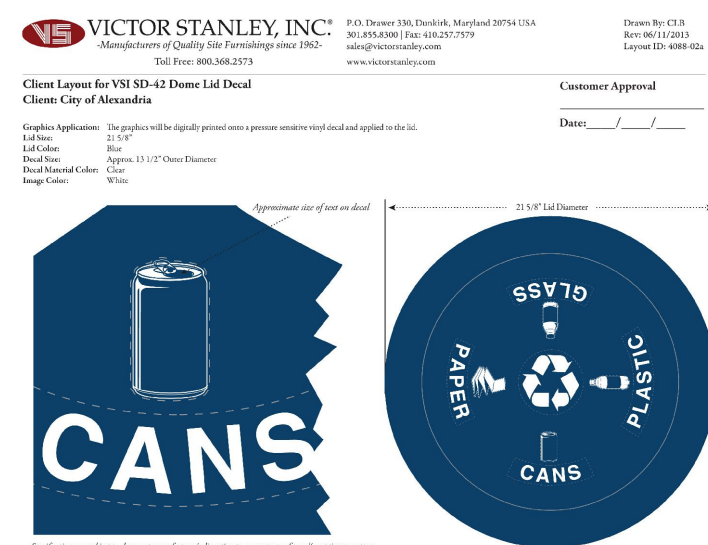 VS VICTOR STANLEY, INC.®
-Manufacturers of Quality Site Furnishings since 1962-
Toll Free: 800.368.2573
P.O. Drawer 330, Dunkirk, Maryland 20754 USA
301.855.8300 | Fax: 410.257.7579
sales@victorstanley.com
www.victorstanley.com
Drawn By: CLB
Rev: 06/11/2013
Layout ID: 4088-02a
Client Layout for VSI SD-42 Dome Lid Decal
Client: City of Alexandria
Customer Approval
Date:_____/_____/_____
Graphics Application: The graphics will be digitally printed onto a pressure sensitive vinyl decal and applied to the lid.
Lid Size: 21 5/8"
Lid Color: Blue
Decal Size: Approx. 13 1/2" Outer Diameter
Decal Material Color: Clear
Image Color: White
Approximate size of text on decal
CANS
21 5/8" Lid Diameter
GLASS
PAPER
PLASTIC
CANS